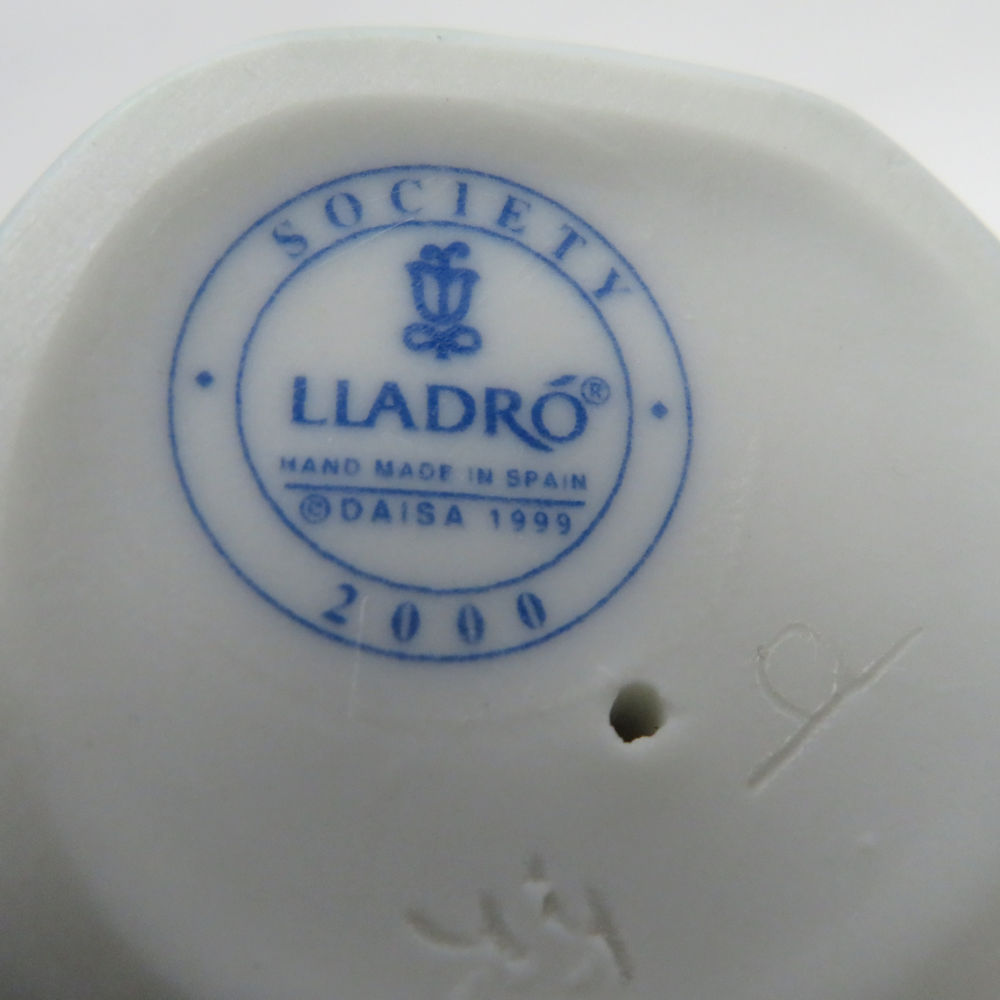 SOCIETY
LLADRÓ®
HAND MADE IN SPAIN
© DAISA 1999
2000